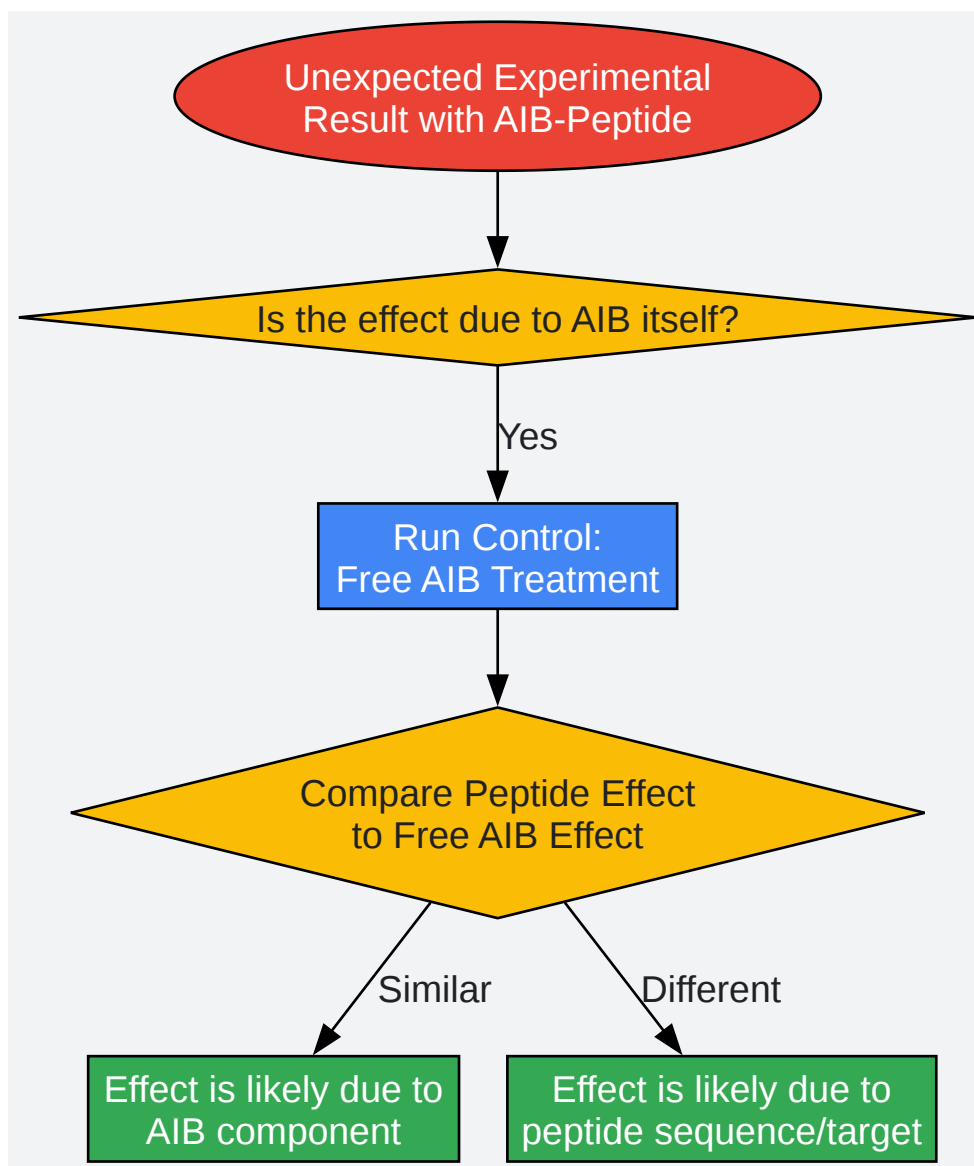 Unexpected Experimental
Result with AIB-Peptide
Is the effect due to AIB itself?
Yes
Run Control:
Free AIB Treatment
Compare Peptide Effect
to Free AIB Effect
Similar
Different
Effect is likely due to
AIB component
Effect is likely due to
peptide sequence/target